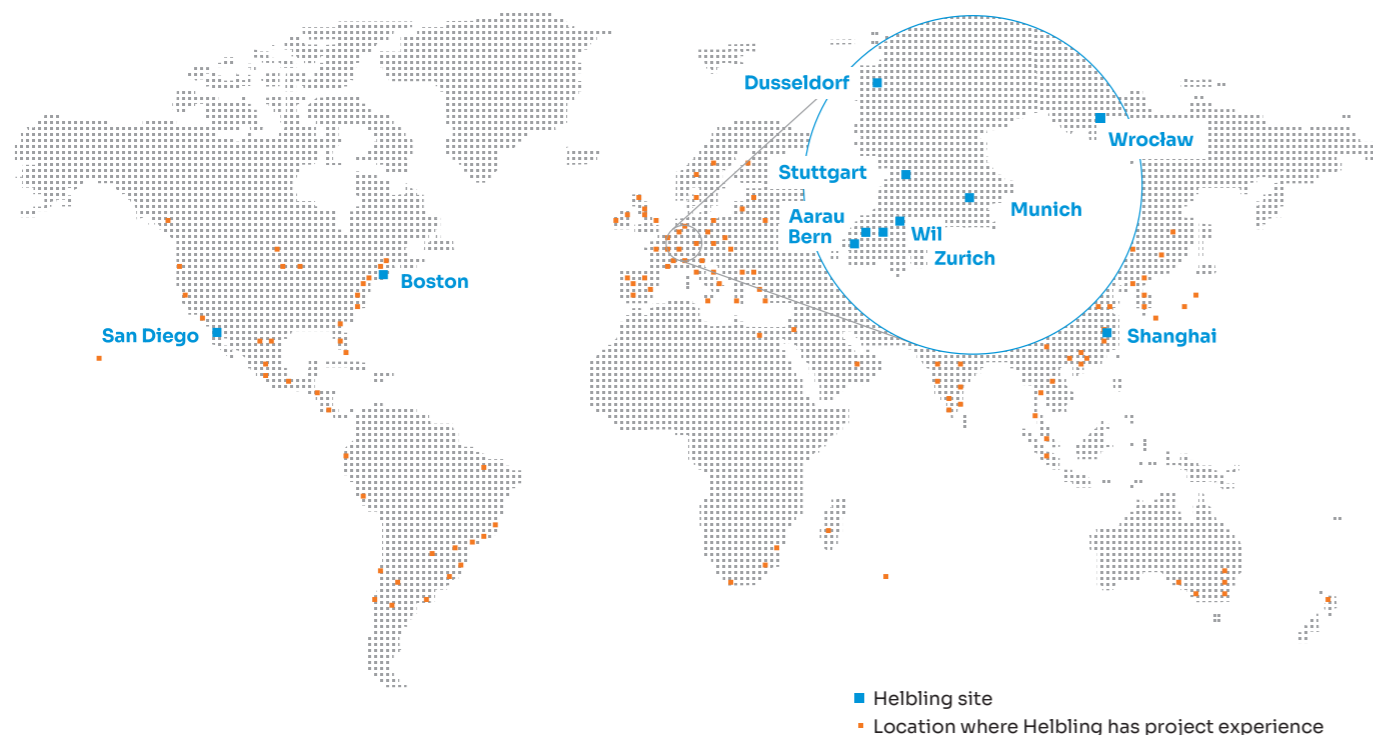 Dusseldorf
Wrocław
Stuttgart
Munich
Aarau
Bern
Wil
Zurich
Boston
San Diego
Shanghai
Helbling site
Location where Helbling has project experience